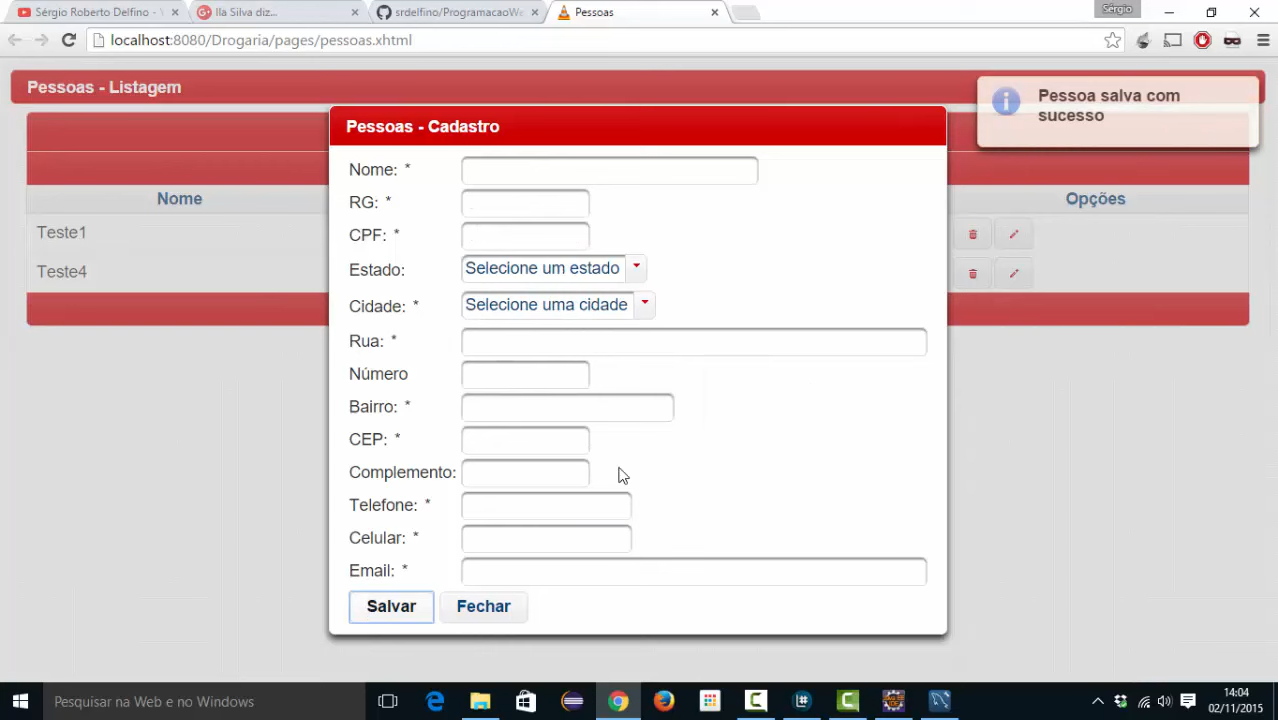 Sérgio Roberto Delfino - Y
Ila Silva diz...
srdelfino/ProgramacaoWe
Pessoas
Sérgio
localhost:8080/Drogaria/pages/pessoas.xhtml
Pessoas - Listagem
Pessoa salva com
sucesso
Pessoas - Cadastro
Nome: *
RG: *
CPF: *
Estado: Selecione um estado
Cidade: * Selecione uma cidade
Rua: *
Número
Bairro: *
CEP: *
Complemento:
Telefone: *
Celular: *
Email: *
Salvar Fechar
Nome
Opções
Teste1
Teste4
Pesquisar na Web e no Windows
14:04
02/11/2015